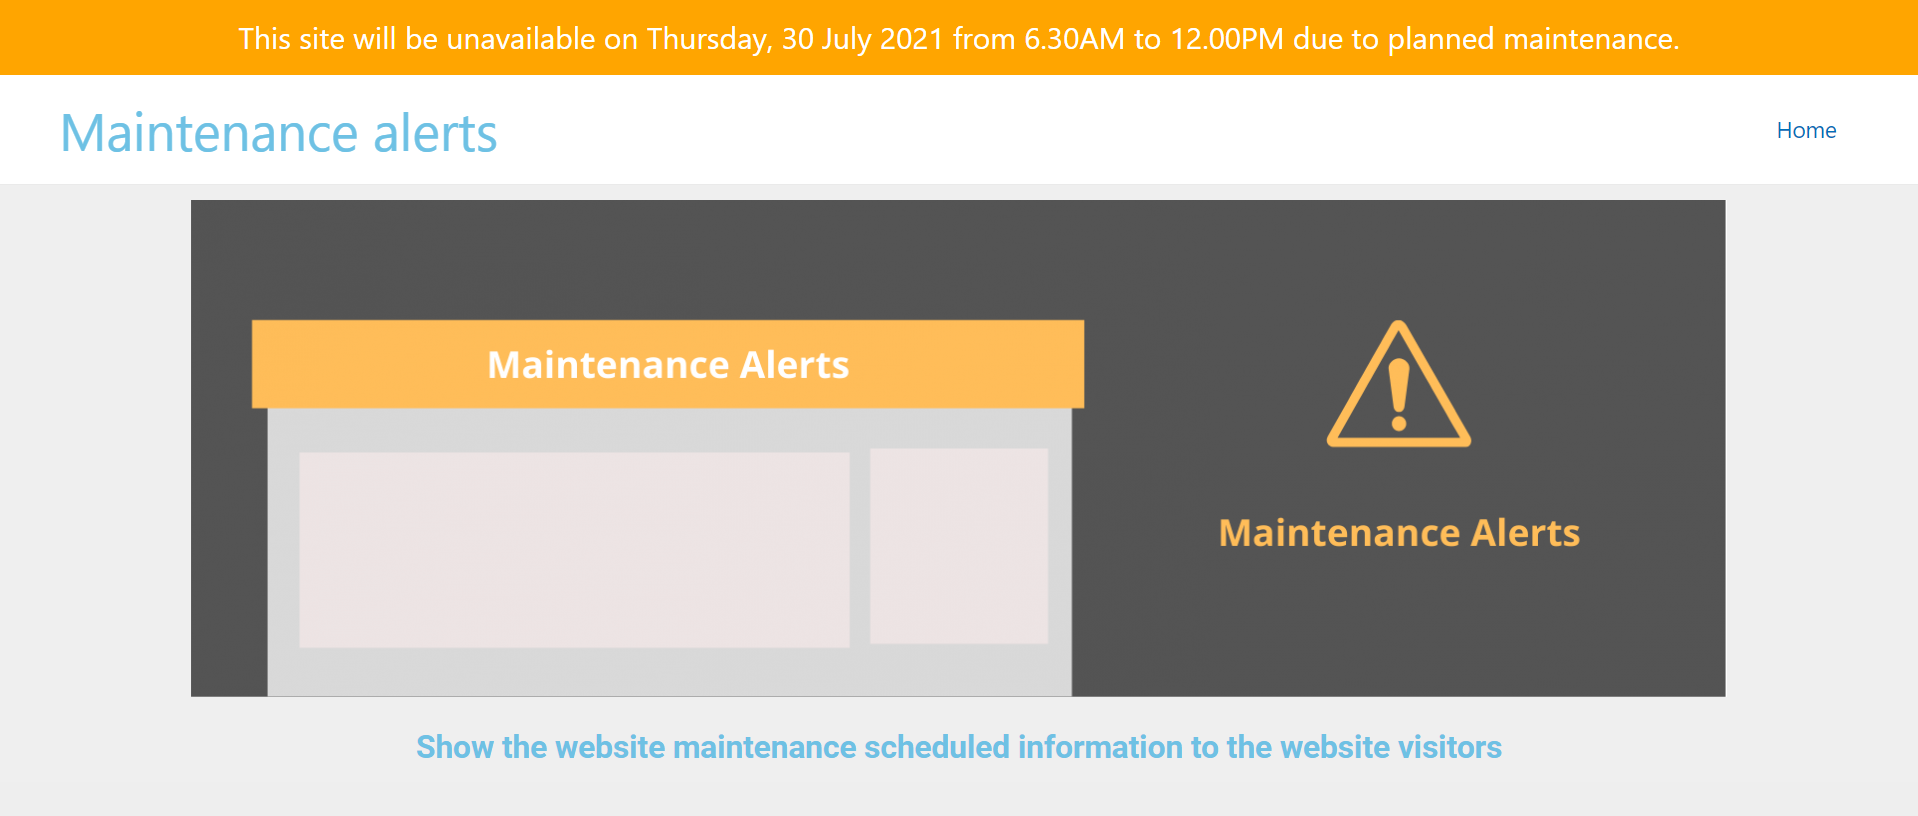 This site will be unavailable on Thursday, 30 July 2021 from 6.30AM to 12.00PM due to planned maintenance.
Maintenance alerts
Home
Maintenance Alerts
Maintenance Alerts
Show the website maintenance scheduled information to the website visitors